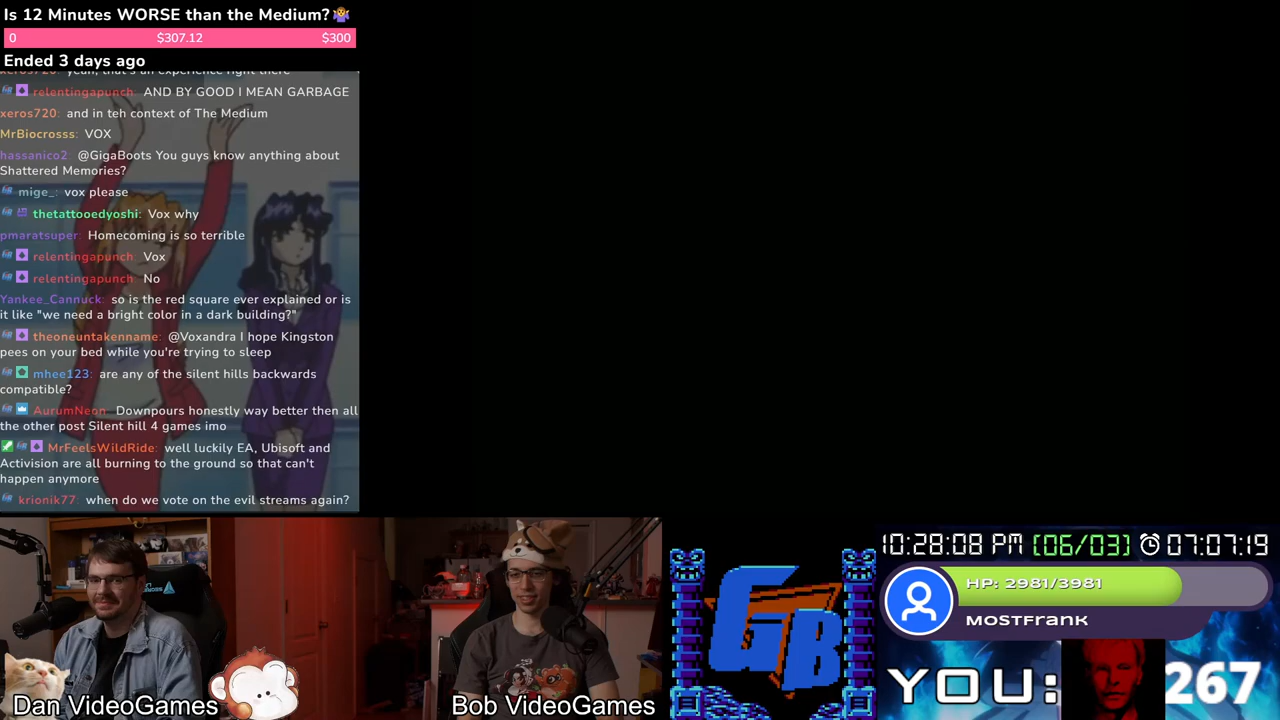 Is 12 Minutes WORSE than the Medium?🤷‍♀️
0 $307.12 $300
Ended 3 days ago
xeros720: yeah, that's an experience right there
relentingapunch: AND BY GOOD I MEAN GARBAGE
xeros720: and in teh context of The Medium
MrBiocrosss: VOX
hassanico2: @GigaBoots You guys know anything about
Shattered Memories?
mige_: vox please
thetattooedyoshi: Vox why
pmaratsuper: Homecoming is so terrible
relentingapunch: Vox
relentingapunch: No
Yankee_Cannuck: so is the red square ever explained or is
it like "we need a bright color in a dark building?"
theoneuntakenname: @Voxandra I hope Kingston
pees on your bed while you're trying to sleep
mhee123: are any of the silent hills backwards
compatible?
AurumNeon: Downpours honestly way better then all
the other post Silent hill 4 games imo
MrFeelsWildRide: well luckily EA, Ubisoft and
Activision are all burning to the ground so that can't
happen anymore
krionik77: when do we vote on the evil streams again?
Dan VideoGames
Bob VideoGames
GB
10:28:08 PM [06/03] 07:07:19
HP: 2981/3981
MOSTFRANK
YOU: 267